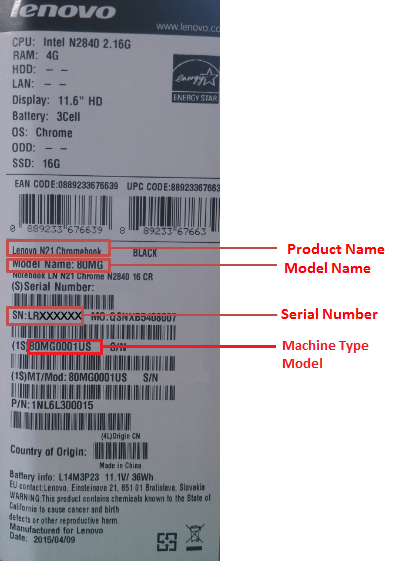 lenovo
www.lenovo.com
CPU: Intel N2840 2.16G
RAM: 4G
HDD: – –
LAN: – –
Display: 11.6" HD
Battery: 3Cell
OS: Chrome
ODD: – –
SSD: 16G
energy
ENERGY STAR
EAN CODE:0889233676639 UPC CODE:889233676
0 889233 676639 8 89233 67663
Lenovo N21 Chromebook BLACK
Product Name
Model Name: 80MG
Model Name
Notebook LN N21 Chrome N2840 16 CR
(S)Serial Number:
SN:LRXXXXXX
Serial Number
(1S)80MG0001US S/N
Machine Type
Model
(1S)MT/Mod: 80MG0001US S/N
P/N:1NL6L300015
(4L)Origin CN
Country of Origin:
Made in China
Battery info: L14M3P23 11.1V/ 36Wh
EU contact:Lenovo, Einsteinova 21, 851 01 Bratislava, Slovakia
WARNING:This product contains chemicals known to the State of
California to cause cancer and birth
defects or other reproductive harm.
Manufactured for Lenovo
Date: 2015/04/09